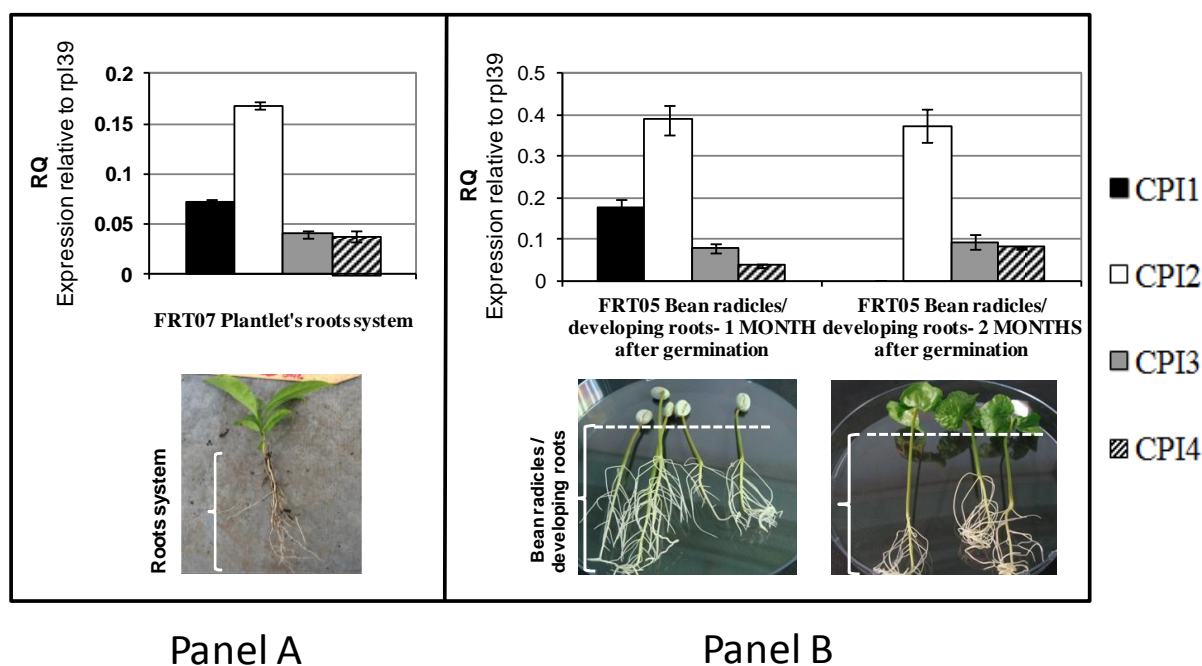 RQ
Expression relative to rpl39
0.2
0.15
0.1
0.05
0
FRT07 Plantlet's roots system
Roots system
RQ
Expression relative to rpl39
0.5
0.4
0.3
0.2
0.1
0
FRT05 Bean radicles/
developing roots- 1 MONTH
after germination
FRT05 Bean radicles/
developing roots- 2 MONTHS
after germination
Bean radicles/
developing roots
CPI1
CPI2
CPI3
CPI4
Panel A
Panel B